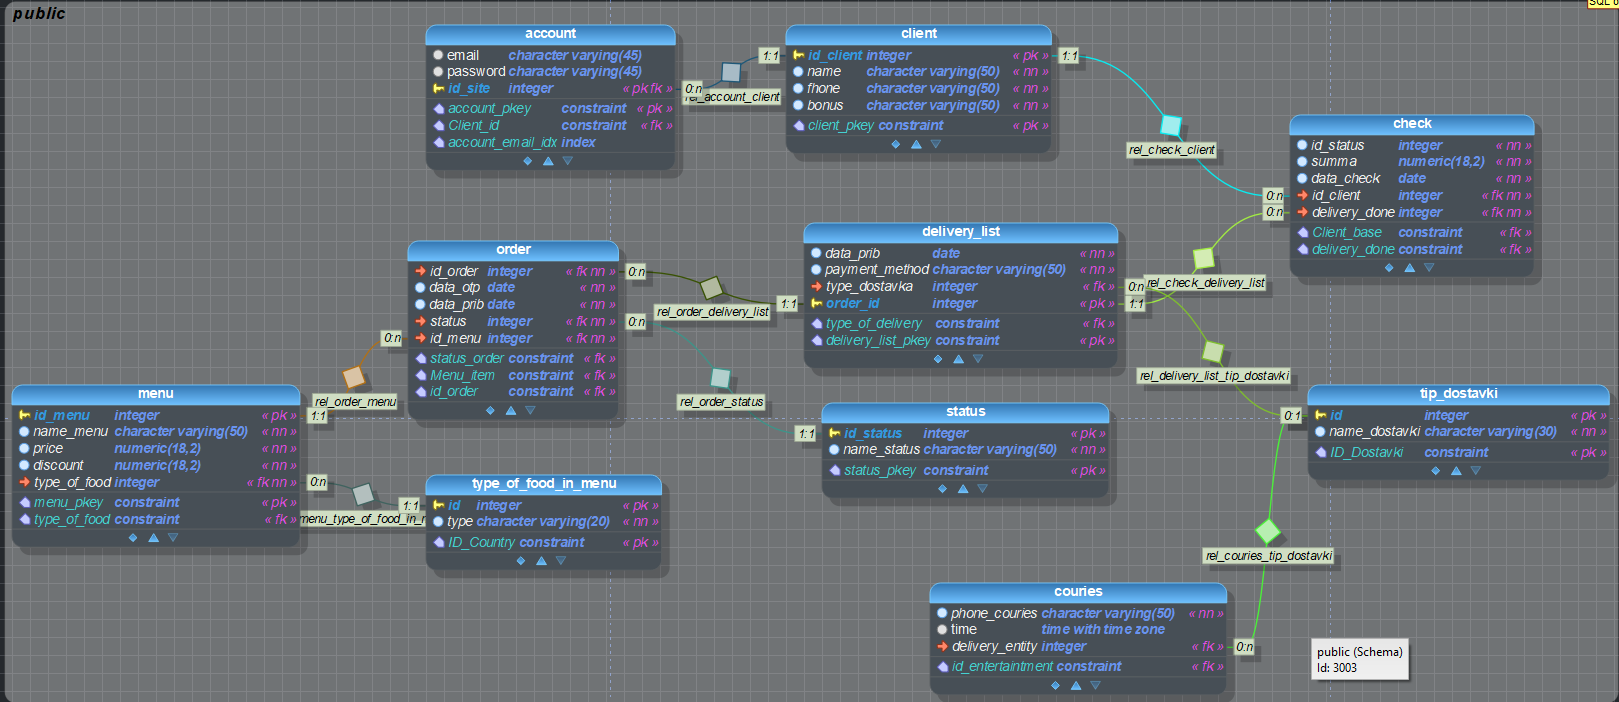 public
SQL o
account
email character varying(45)
password character varying(45)
id_site integer « pk fk »
account_pkey constraint « pk »
Client_id constraint « fk »
account_email_idx index
0:n
1:1
rel_account_client
client
id_client integer « pk »
name character varying(50) « nn »
fhone character varying(50) « nn »
bonus character varying(50) « nn »
client_pkey constraint « pk »
1:1
rel_check_client
0:n
0:n
check
id_status integer « nn »
summa numeric(18,2) « nn »
data_check date « nn »
id_client integer « fk nn »
delivery_done integer « fk nn »
Client_base constraint « fk »
delivery_done constraint « fk »
order
id_order integer « fk nn »
data_otp date « nn »
data_prib date « nn »
status integer « fk nn »
id_menu integer « fk nn »
status_order constraint « fk »
Menu_item constraint « fk »
id_order constraint « fk »
0:n
rel_order_delivery_list
1:1
0:n
rel_order_status
1:1
0:n
rel_order_menu
1:1
delivery_list
data_prib date « nn »
payment_method character varying(50) « nn »
type_dostavka integer « fk »
order_id integer « pk »
type_of_delivery constraint « fk »
delivery_list_pkey constraint « pk »
0:n
1:1
rel_check_delivery_list
rel_delivery_list_tip_dostavki
0:1
menu
id_menu integer « pk »
name_menu character varying(50) « nn »
price numeric(18,2) « nn »
discount numeric(18,2) « nn »
type_of_food integer « fk nn »
menu_pkey constraint « pk »
type_of_food constraint « fk »
0:n
1:1
menu_type_of_food_in_
type_of_food_in_menu
id integer « pk »
type character varying(20) « nn »
ID_Country constraint « pk »
status
id_status integer « pk »
name_status character varying(50) « nn »
status_pkey constraint « pk »
tip_dostavki
id integer « pk »
name_dostavki character varying(30) « nn »
ID_Dostavki constraint « pk »
rel_couries_tip_dostavki
0:n
couries
phone_couries character varying(50) « nn »
time time with time zone
delivery_entity integer « fk »
id_entertaintment constraint « fk »
public (Schema)
Id: 3003